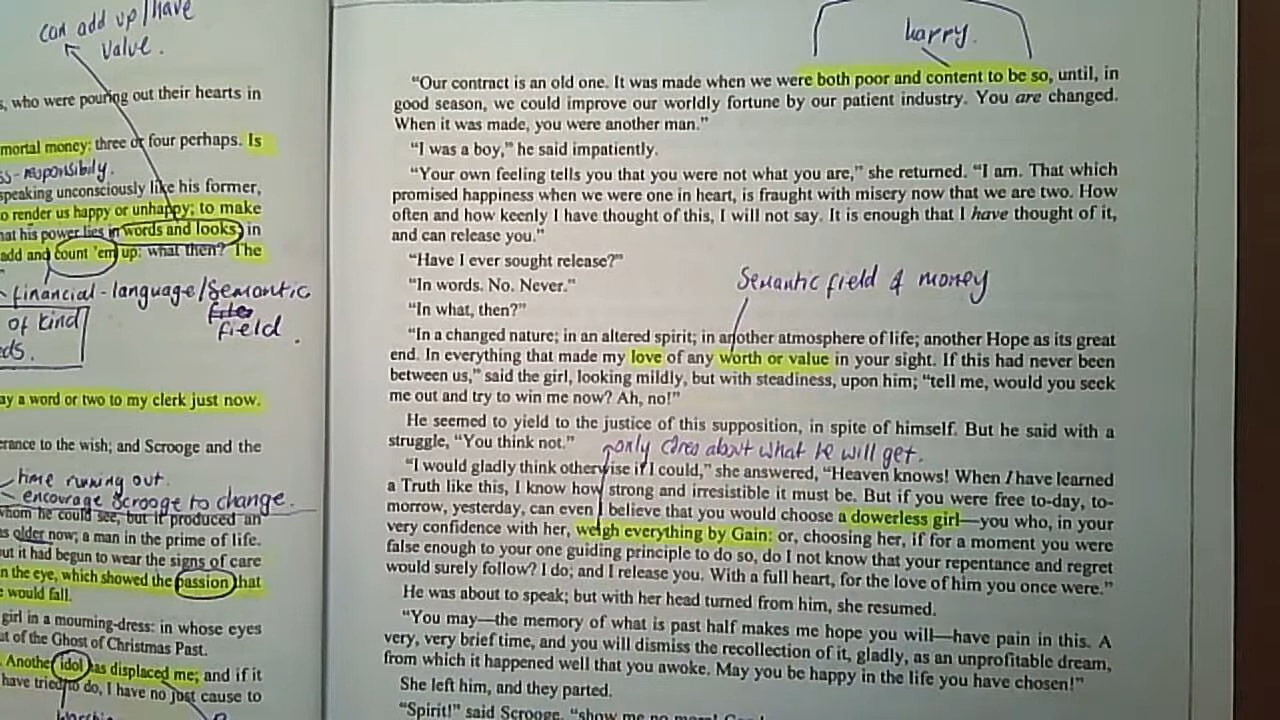 can add up/have
value.
s, who were pouring out their hearts in
mortal money: three or four perhaps. Is
ss-responsibily.
speaking unconsciously like his former,
o render us happy or unhappy; to make
hat his power lies in words and looks; in
add and count 'em up: what then? The
financial-language/semantic
field.
of kind
eds.
ay a word or two to my clerk just now.
erance to the wish; and Scrooge and the
time running out.
encourage Scrooge to change.
whom he could see, but it produced an
as older now; a man in the prime of life.
but it had begun to wear the signs of care
n the eye, which showed the passion that
e would fall.
girl in a mourning-dress: in whose eyes
ut of the Ghost of Christmas Past.
Another idol has displaced me; and if it
have tried to do, I have no just cause to
happy.
“Our contract is an old one. It was made when we were both poor and content to be so, until, in
good season, we could improve our worldly fortune by our patient industry. You are changed.
When it was made, you were another man.”
“I was a boy,” he said impatiently.
“Your own feeling tells you that you were not what you are,” she returned. “I am. That which
promised happiness when we were one in heart, is fraught with misery now that we are two. How
often and how keenly I have thought of this, I will not say. It is enough that I have thought of it,
and can release you.”
“Have I ever sought release?”
“In words. No. Never.”
Semantic field of money
“In what, then?”
“In a changed nature; in an altered spirit; in another atmosphere of life; another Hope as its great
end. In everything that made my love of any worth or value in your sight. If this had never been
between us,” said the girl, looking mildly, but with steadiness, upon him; “tell me, would you seek
me out and try to win me now? Ah, no!”
He seemed to yield to the justice of this supposition, in spite of himself. But he said with a
struggle, “You think not.”
only cares about what he will get.
“I would gladly think otherwise if I could,” she answered, “Heaven knows! When I have learned
a Truth like this, I know how strong and irresistible it must be. But if you were free to-day, to-
morrow, yesterday, can even I believe that you would choose a dowerless girl—you who, in your
very confidence with her, weigh everything by Gain: or, choosing her, if for a moment you were
false enough to your one guiding principle to do so, do I not know that your repentance and regret
would surely follow? I do; and I release you. With a full heart, for the love of him you once were.”
He was about to speak; but with her head turned from him, she resumed.
“You may—the memory of what is past half makes me hope you will—have pain in this. A
very, very brief time, and you will dismiss the recollection of it, gladly, as an unprofitable dream,
from which it happened well that you awoke. May you be happy in the life you have chosen!”
She left him, and they parted.
“Spirit!” said Scrooge, “show me no more!